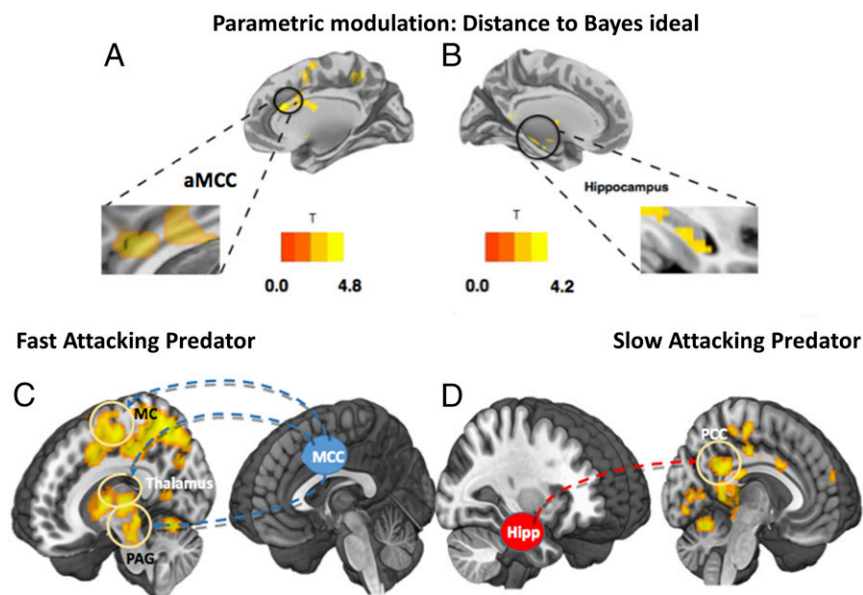 Parametric modulation: Distance to Bayes ideal
A
B
aMCC
Hippocampus
T
T
0.0
4.8
0.0
4.2
Fast Attacking Predator
Slow Attacking Predator
C
D
MC
PCC
MCC
Thalamus
Hipp
PAG